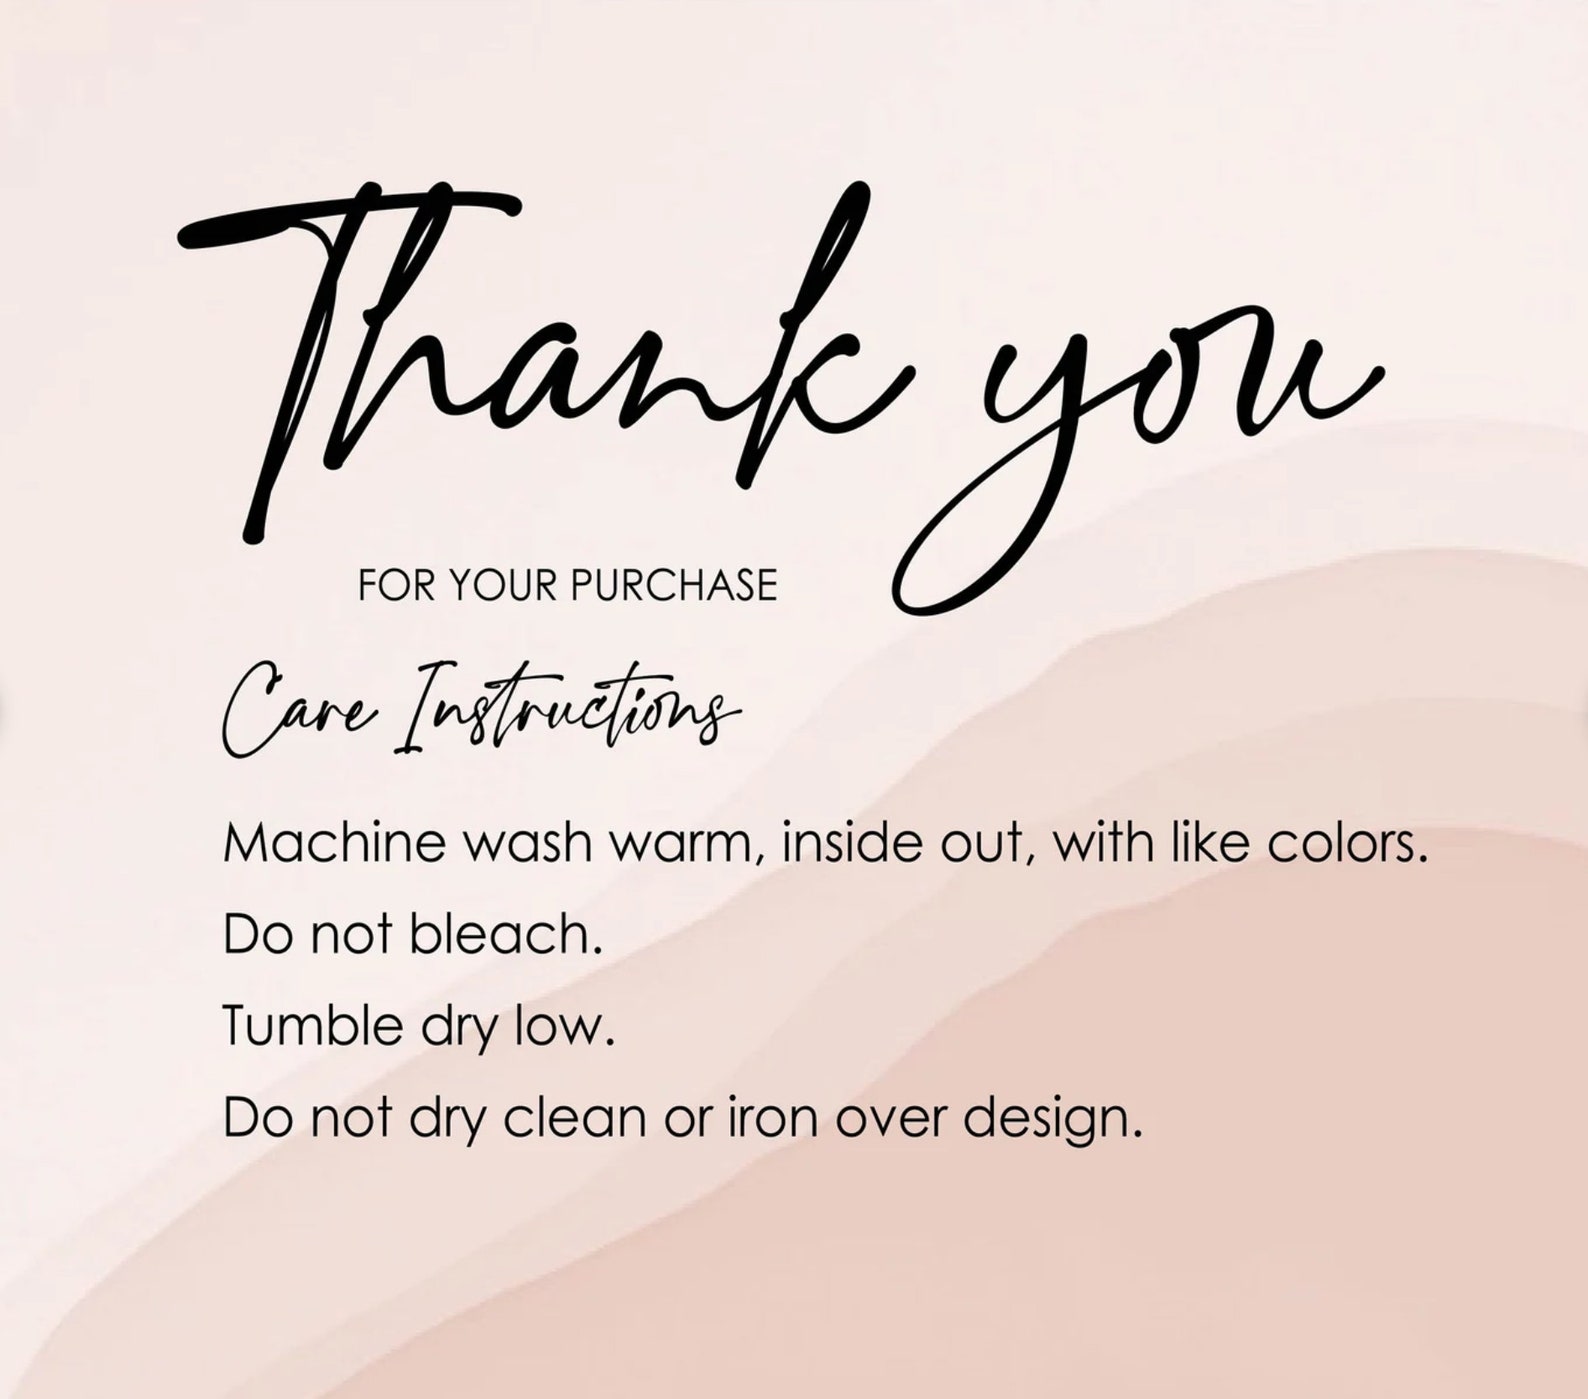 Thank you
FOR YOUR PURCHASE
Care Instructions
Machine wash warm, inside out, with like colors.
Do not bleach.
Tumble dry low.
Do not dry clean or iron over design.